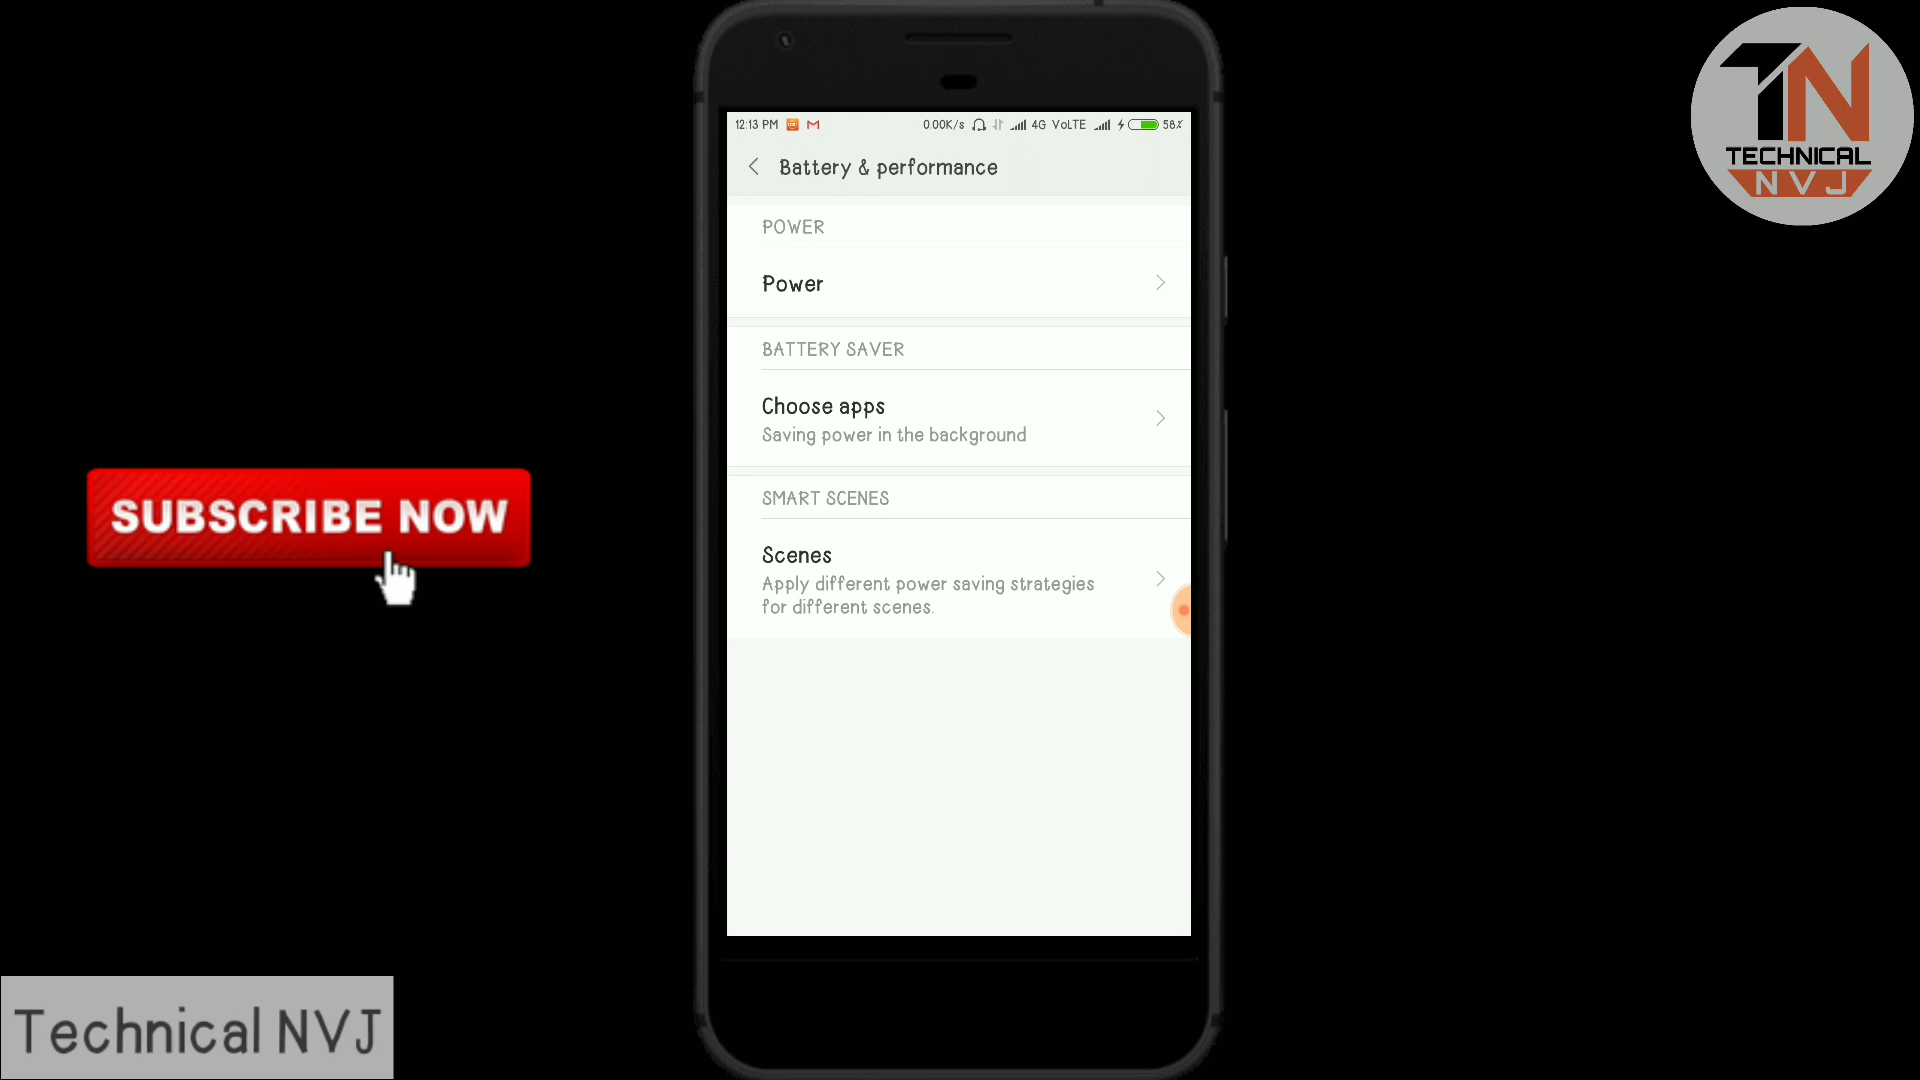 12:13 PM 0.00K/s 4G VoLTE 58%
Battery & performance
POWER
Power
BATTERY SAVER
Choose apps
Saving power in the background
SMART SCENES
Scenes
Apply different power saving strategies
for different scenes.
SUBSCRIBE NOW
TN
TECHNICAL
NVJ
Technical NVJ